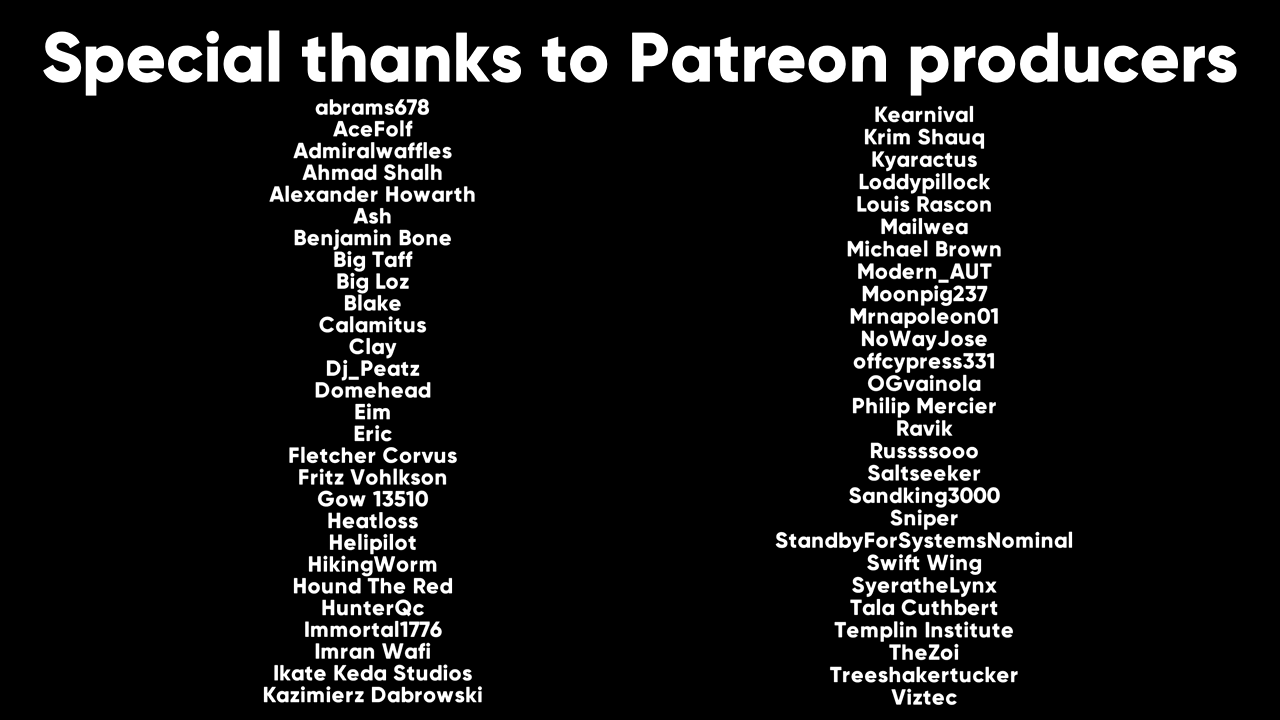 Special thanks to Patreon producers
abrams678
AceFolf
Admiralwaffles
Ahmad Shalh
Alexander Howarth
Ash
Benjamin Bone
Big Taff
Big Loz
Blake
Calamitus
Clay
Dj_Peatz
Domehead
Eim
Eric
Fletcher Corvus
Fritz Vohlkson
Gow 13510
Heatloss
Helipilot
HikingWorm
Hound The Red
HunterQc
Immortal1776
Imran Wafi
Ikate Keda Studios
Kazimierz Dabrowski
Kearnival
Krim Shauq
Kyaractus
Loddypillock
Louis Rascon
Mailwea
Michael Brown
Modern_AUT
Moonpig237
Mrnapoleon01
NoWayJose
offcypress331
OGvainola
Philip Mercier
Ravik
Russssooo
Saltseeker
Sandking3000
Sniper
StandbyForSystemsNominal
Swift Wing
SyeratheLynx
Tala Cuthbert
Templin Institute
TheZoi
Treeshakertucker
Viztec